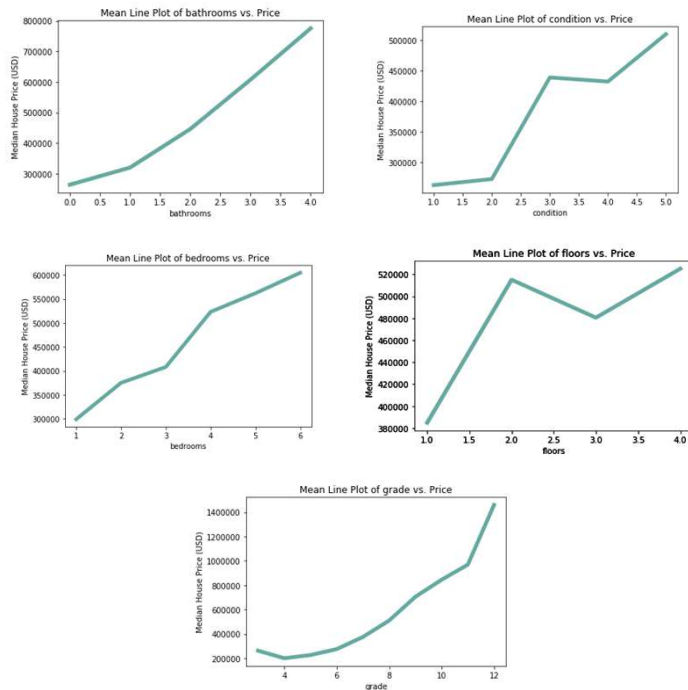 Mean Line Plot of bathrooms vs. Price
Median House Price (USD)
800000
700000
600000
500000
400000
300000
0.0 0.5 1.0 1.5 2.0 2.5 3.0 3.5 4.0
bathrooms
Mean Line Plot of condition vs. Price
Median House Price (USD)
500000
450000
400000
350000
300000
1.0 1.5 2.0 2.5 3.0 3.5 4.0 4.5 5.0
condition
Mean Line Plot of bedrooms vs. Price
Median House Price (USD)
600000
550000
500000
450000
400000
350000
300000
1 2 3 4 5 6
bedrooms
Mean Line Plot of floors vs. Price
Median House Price (USD)
520000
500000
480000
460000
440000
420000
400000
380000
1.0 1.5 2.0 2.5 3.0 3.5 4.0
floors
Mean Line Plot of grade vs. Price
Median House Price (USD)
1400000
1200000
1000000
800000
600000
400000
200000
4 6 8 10 12
grade